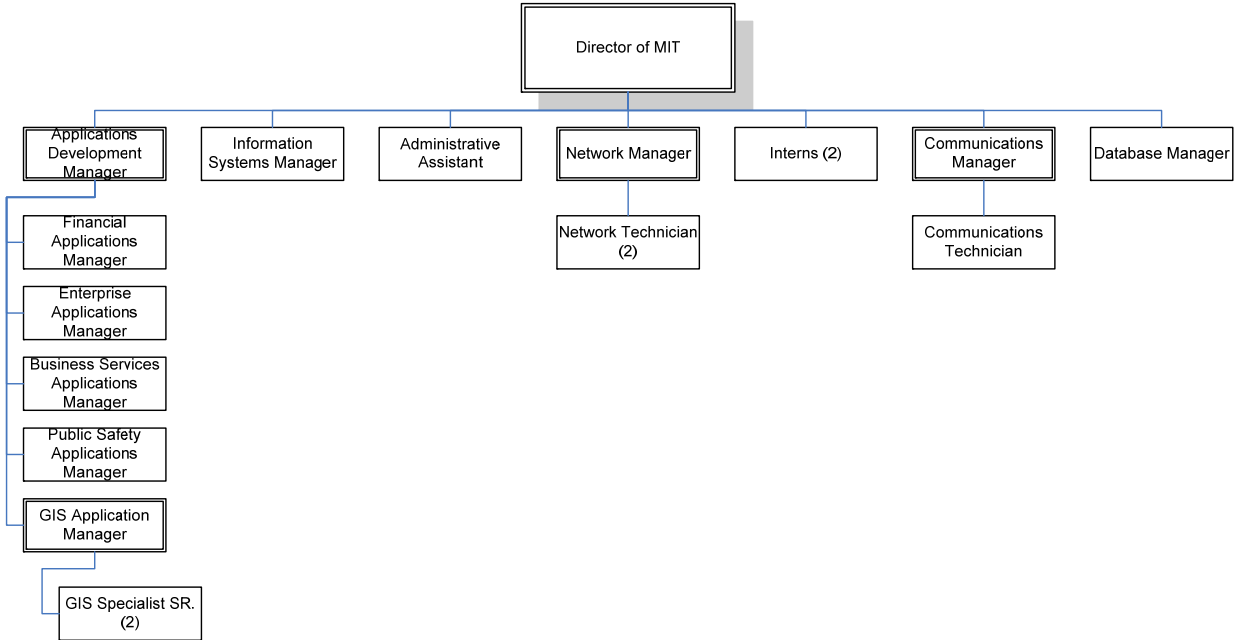 Director of MIT
Applications
Development
Manager
Information
Systems Manager
Administrative
Assistant
Network Manager
Interns (2)
Communications
Manager
Database Manager
Financial
Applications
Manager
Network Technician
(2)
Communications
Technician
Enterprise
Applications
Manager
Business Services
Applications
Manager
Public Safety
Applications
Manager
GIS Application
Manager
GIS Specialist SR.
(2)